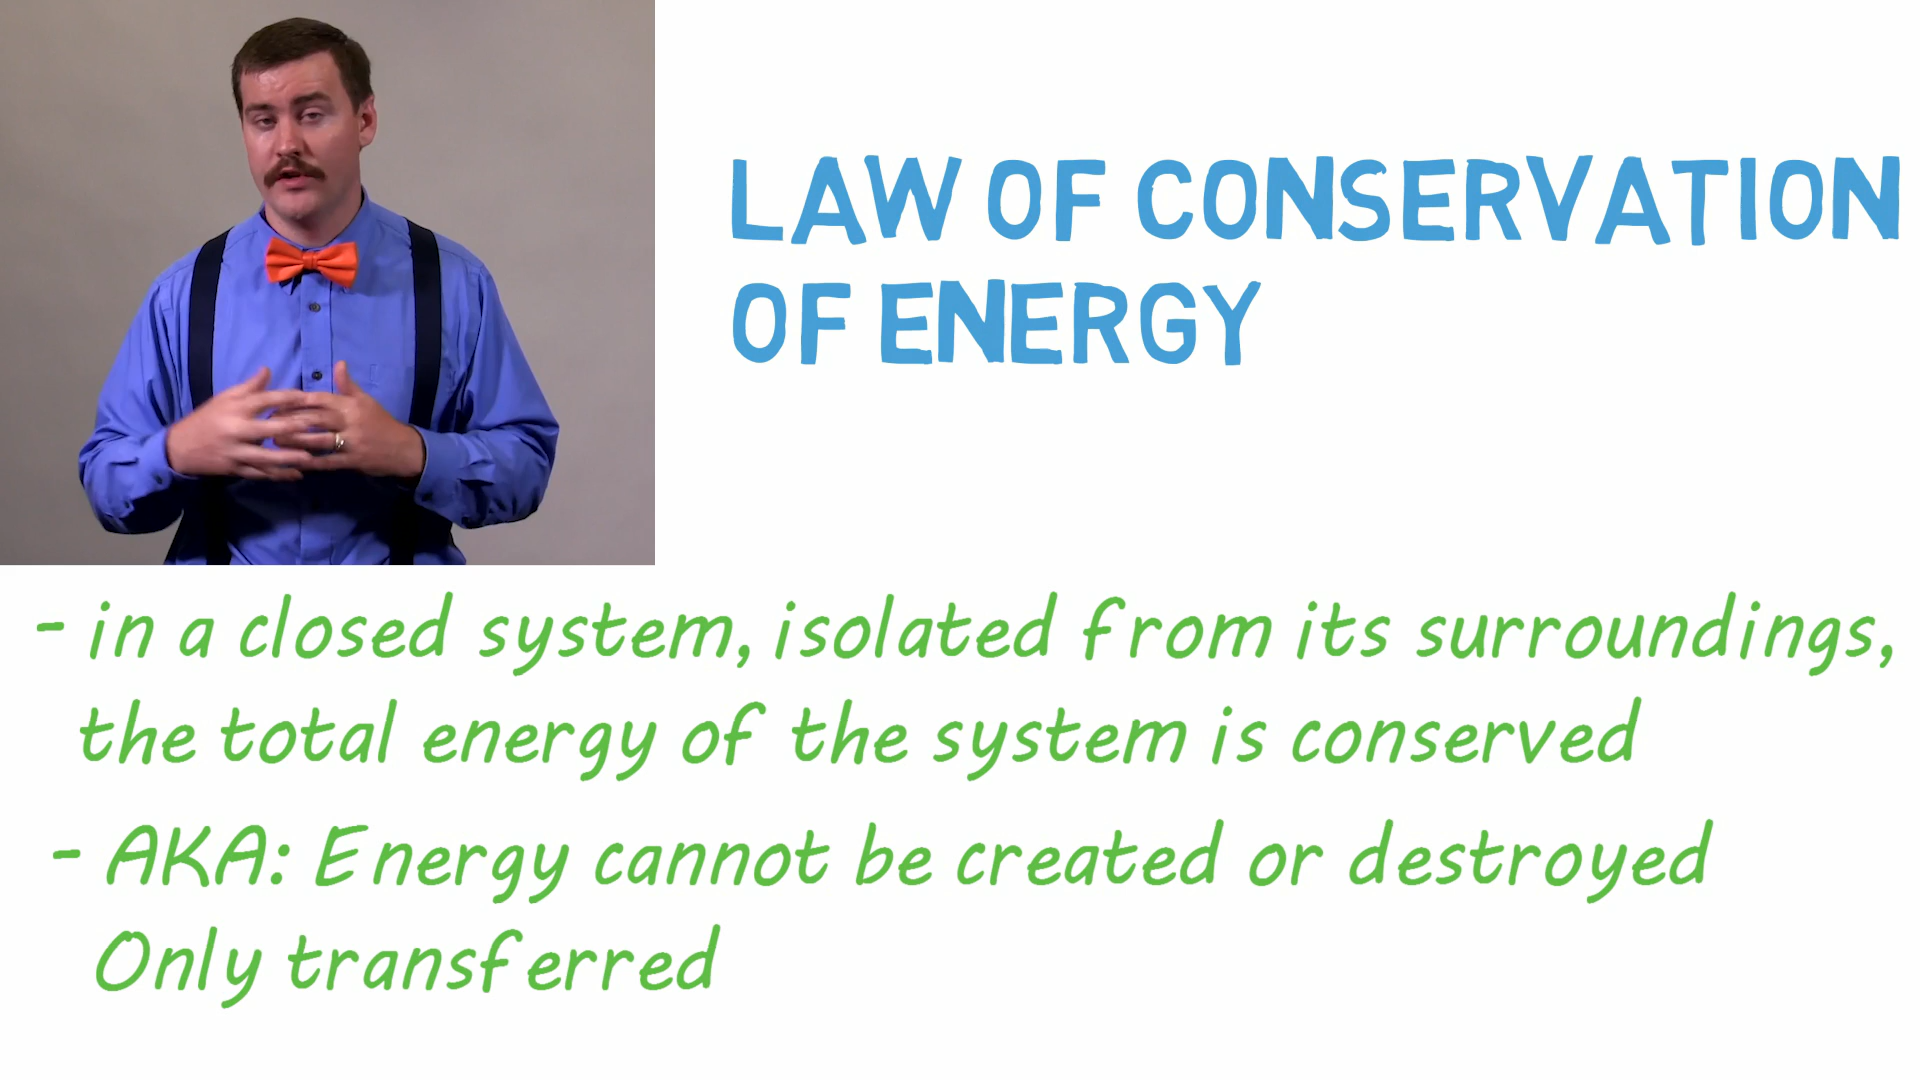 LAW OF CONSERVATION
OF ENERGY
- in a closed system, isolated from its surroundings,
the total energy of the system is conserved
- AKA: Energy cannot be created or destroyed
Only transferred